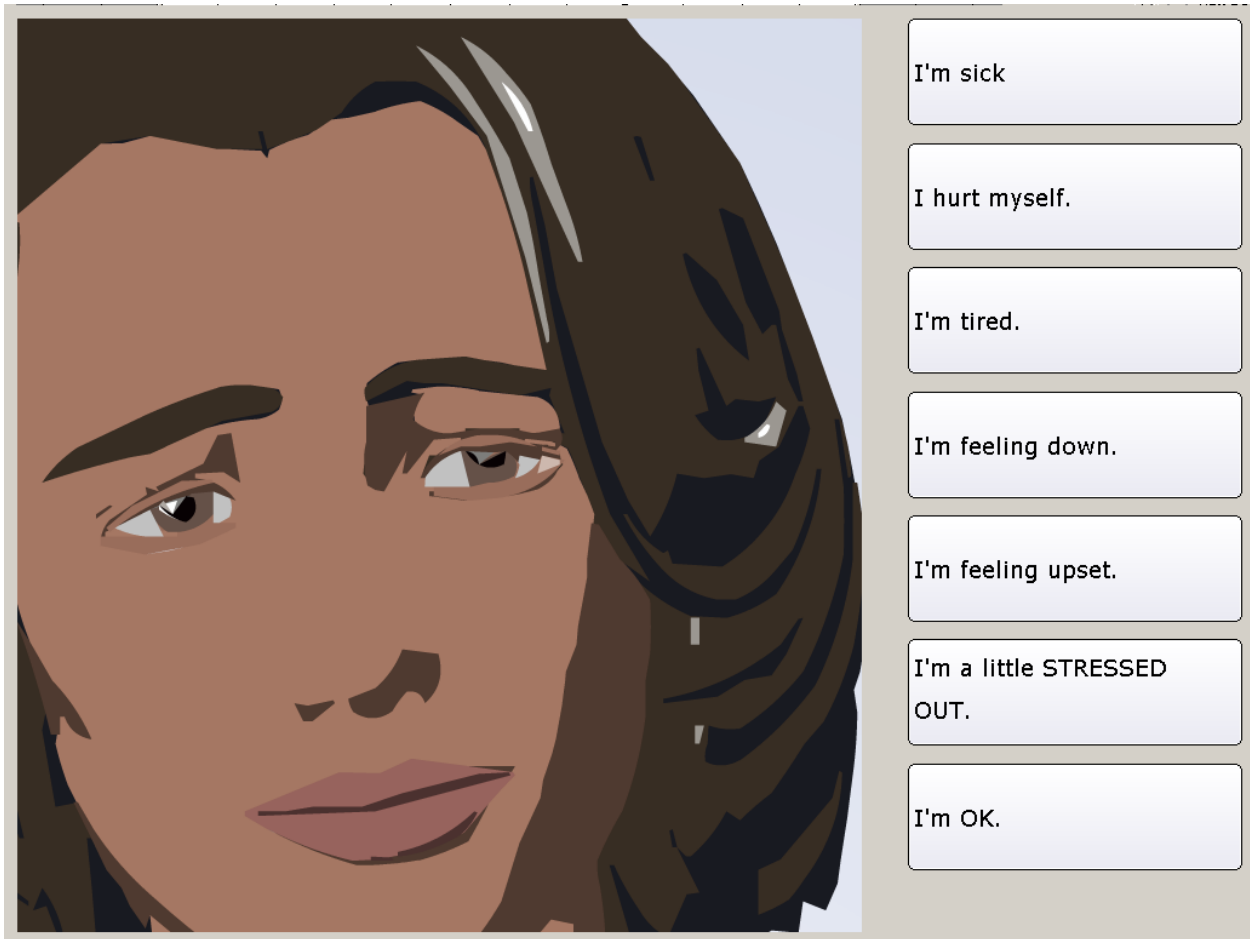 I'm sick
I hurt myself.
I'm tired.
I'm feeling down.
I'm feeling upset.
I'm a little STRESSED
OUT.
I'm OK.